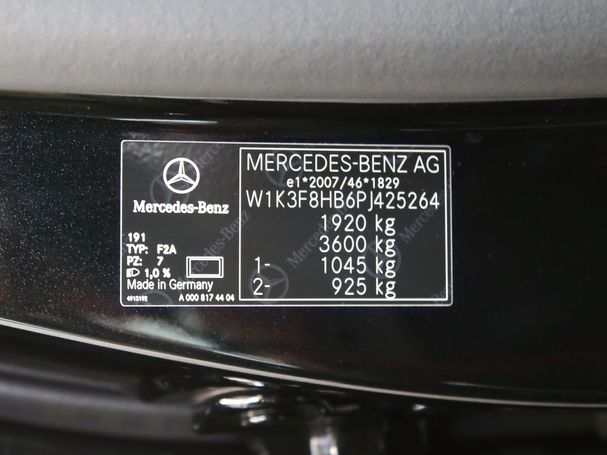 MERCEDES-BENZ AG
e1*2007/46*1829
W1K3F8HB6PJ425264
1920 kg
3600 kg
1- 1045 kg
2- 925 kg
Mercedes-Benz
191
TYP: F2A
PZ: 7
1,0 %
Made in Germany
4913192 A 000 817 44 04